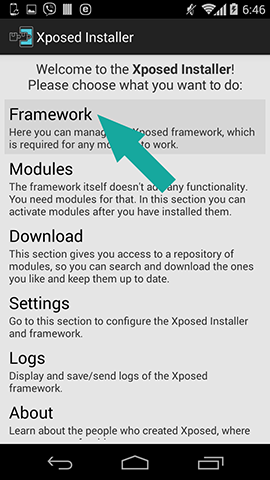 6:46
Xposed Installer
Welcome to the Xposed Installer!
Please choose what you want to do:
Framework
Here you can manage Xposed framework, which
is required for any mo to work.
Modules
The framework itself doesn't ad any functionality.
You need modules for that. In this section you can
activate modules after you have installed them.
Download
This section gives you access to a repository of
modules, so you can search and download the ones
you like and keep them up to date.
Settings
Go to this section to configure the Xposed Installer
and framework.
Logs
Display and save/send logs of the Xposed
framework.
About
Learn about the people who created Xposed, where